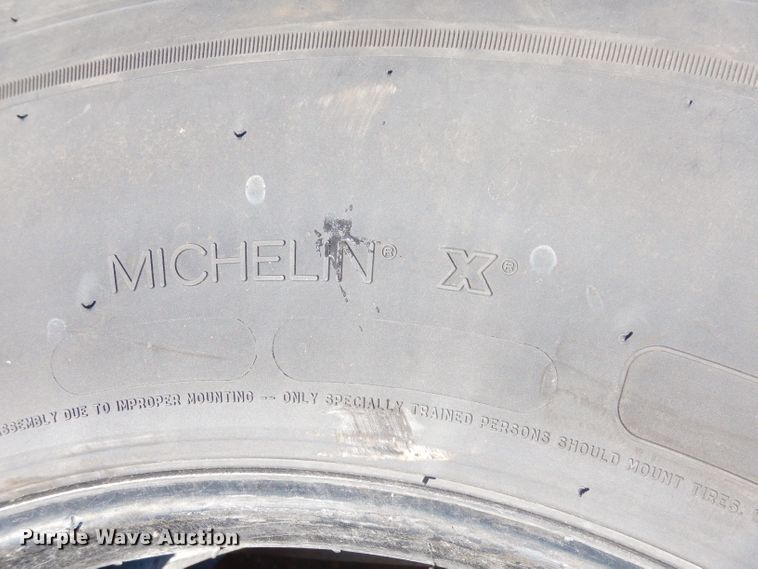 MICHELIN® X®
ASSEMBLY DUE TO IMPROPER MOUNTING -- ONLY SPECIALLY TRAINED PERSONS SHOULD MOUNT TIRES.
Purple Wave Auction